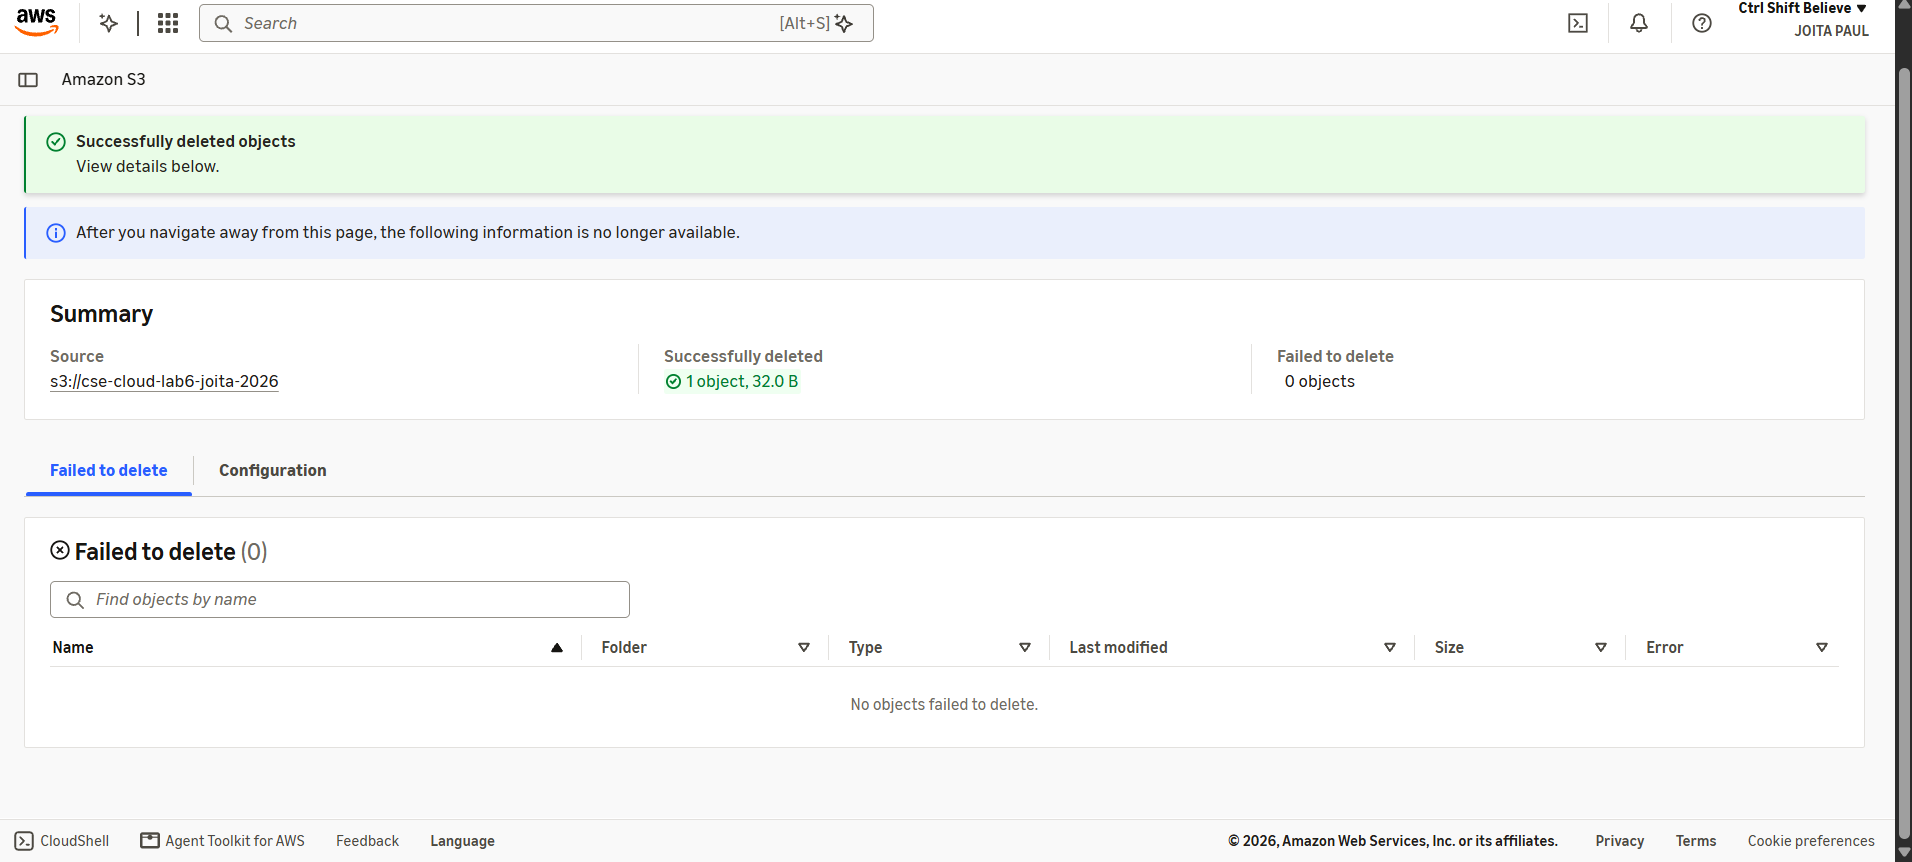 aws
Search
[Alt+S]
Ctrl Shift Believe
JOITA PAUL
Amazon S3
Successfully deleted objects
View details below.
After you navigate away from this page, the following information is no longer available.
Summary
Source
s3://cse-cloud-lab6-joita-2026
Successfully deleted
1 object, 32.0 B
Failed to delete
0 objects
Failed to delete
Configuration
Failed to delete (0)
Find objects by name
Name Folder Type Last modified Size Error
No objects failed to delete.
CloudShell Agent Toolkit for AWS Feedback Language © 2026, Amazon Web Services, Inc. or its affiliates. Privacy Terms Cookie preferences